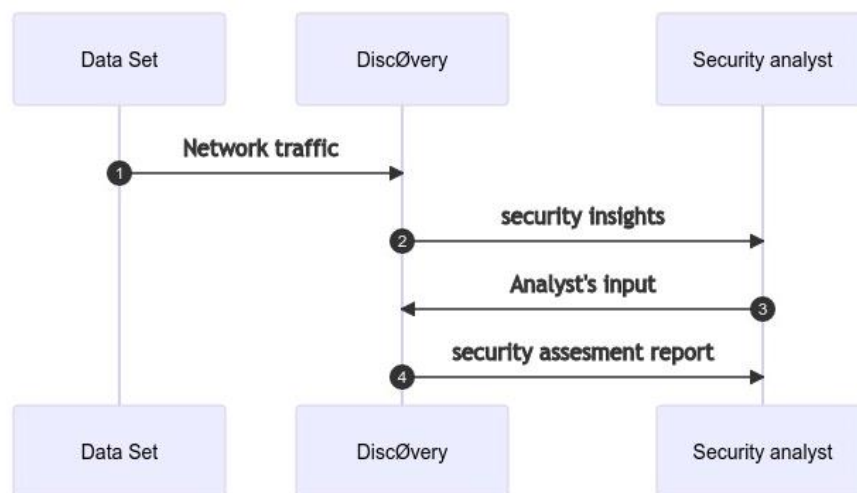 Data Set
DiscØvery
Security analyst
Network traffic
1
security insights
2
Analyst's input
3
security assesment report
4
Data Set
DiscØvery
Security analyst